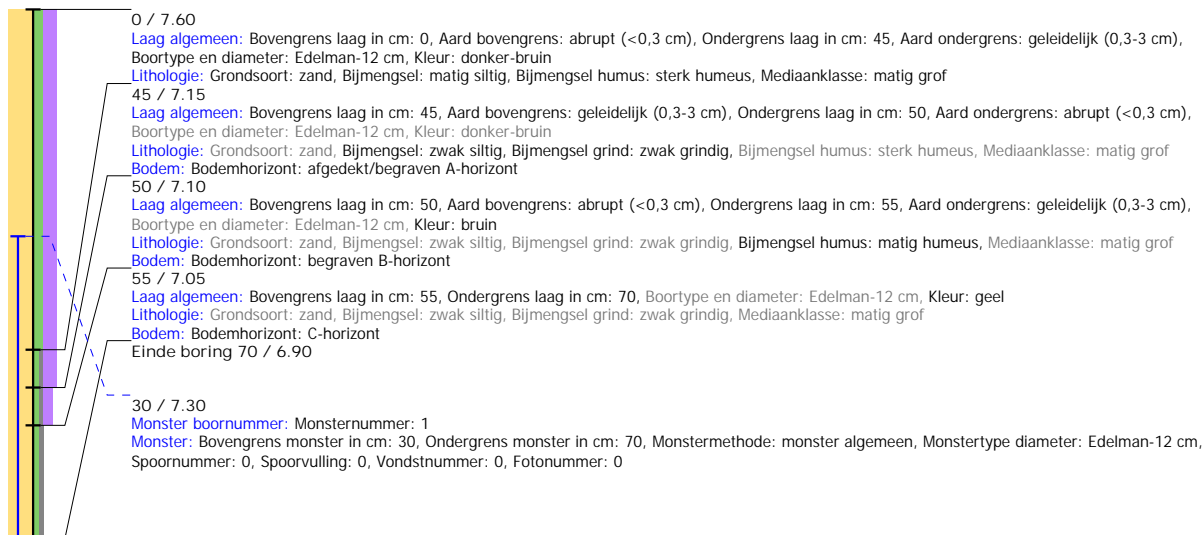 0 / 7.60
Laag algemeen: Bovengrens laag in cm: 0, Aard bovengrens: abrupt (<0,3 cm), Ondergrens laag in cm: 45, Aard ondergrens: geleidelijk (0,3-3 cm),
Boortype en diameter: Edelman-12 cm, Kleur: donker-bruin
Lithologie: Grondsoort: zand, Bijmengsel: matig siltig, Bijmengsel humus: sterk humeus, Mediaanklasse: matig grof
45 / 7.15
Laag algemeen: Bovengrens laag in cm: 45, Aard bovengrens: geleidelijk (0,3-3 cm), Ondergrens laag in cm: 50, Aard ondergrens: abrupt (<0,3 cm),
Boortype en diameter: Edelman-12 cm, Kleur: donker-bruin
Lithologie: Grondsoort: zand, Bijmengsel: zwak siltig, Bijmengsel grind: zwak grindig, Bijmengsel humus: sterk humeus, Mediaanklasse: matig grof
Bodem: Bodemhorizont: afgedekt/begraven A-horizont
50 / 7.10
Laag algemeen: Bovengrens laag in cm: 50, Aard bovengrens: abrupt (<0,3 cm), Ondergrens laag in cm: 55, Aard ondergrens: geleidelijk (0,3-3 cm),
Boortype en diameter: Edelman-12 cm, Kleur: bruin
Lithologie: Grondsoort: zand, Bijmengsel: zwak siltig, Bijmengsel grind: zwak grindig, Bijmengsel humus: matig humeus, Mediaanklasse: matig grof
Bodem: Bodemhorizont: begraven B-horizont
55 / 7.05
Laag algemeen: Bovengrens laag in cm: 55, Ondergrens laag in cm: 70, Boortype en diameter: Edelman-12 cm, Kleur: geel
Lithologie: Grondsoort: zand, Bijmengsel: zwak siltig, Bijmengsel grind: zwak grindig, Mediaanklasse: matig grof
Bodem: Bodemhorizont: C-horizont
Einde boring 70 / 6.90
30 / 7.30
Monster boornummer: Monsternummer: 1
Monster: Bovengrens monster in cm: 30, Ondergrens monster in cm: 70, Monstermethode: monster algemeen, Monstertype diameter: Edelman-12 cm,
Spoornummer: 0, Spoorvulling: 0, Vondstnummer: 0, Fotonummer: 0